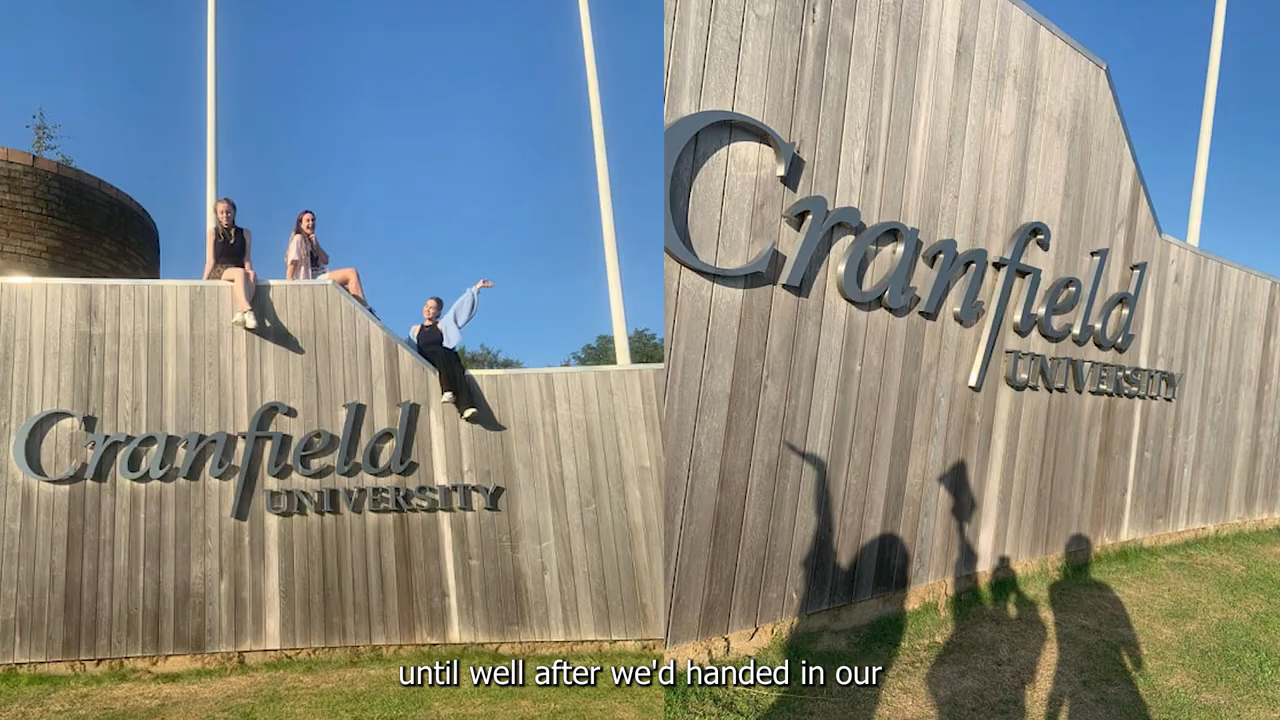 Cranfield
UNIVERSITY
Cranfield
UNIVERSITY
until well after we'd handed in our